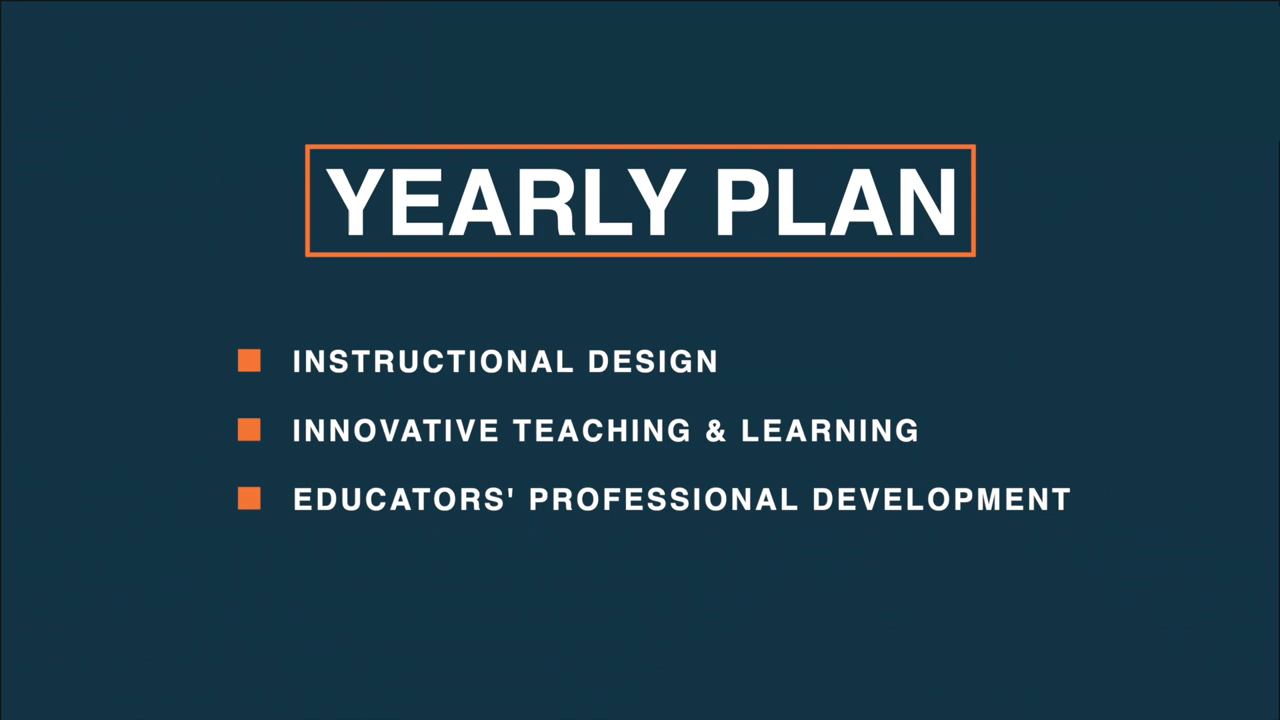 YEARLY PLAN
INSTRUCTIONAL DESIGN
INNOVATIVE TEACHING & LEARNING
EDUCATORS' PROFESSIONAL DEVELOPMENT